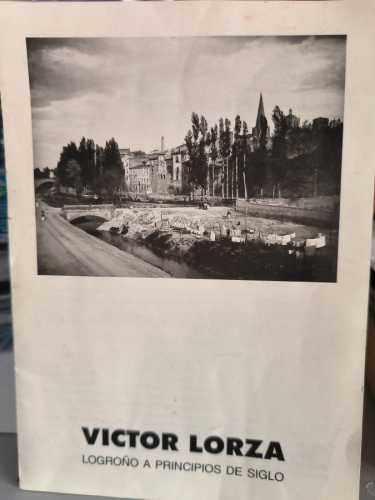 VICTOR LORZA
LOGROÑO A PRINCIPIOS DE SIGLO